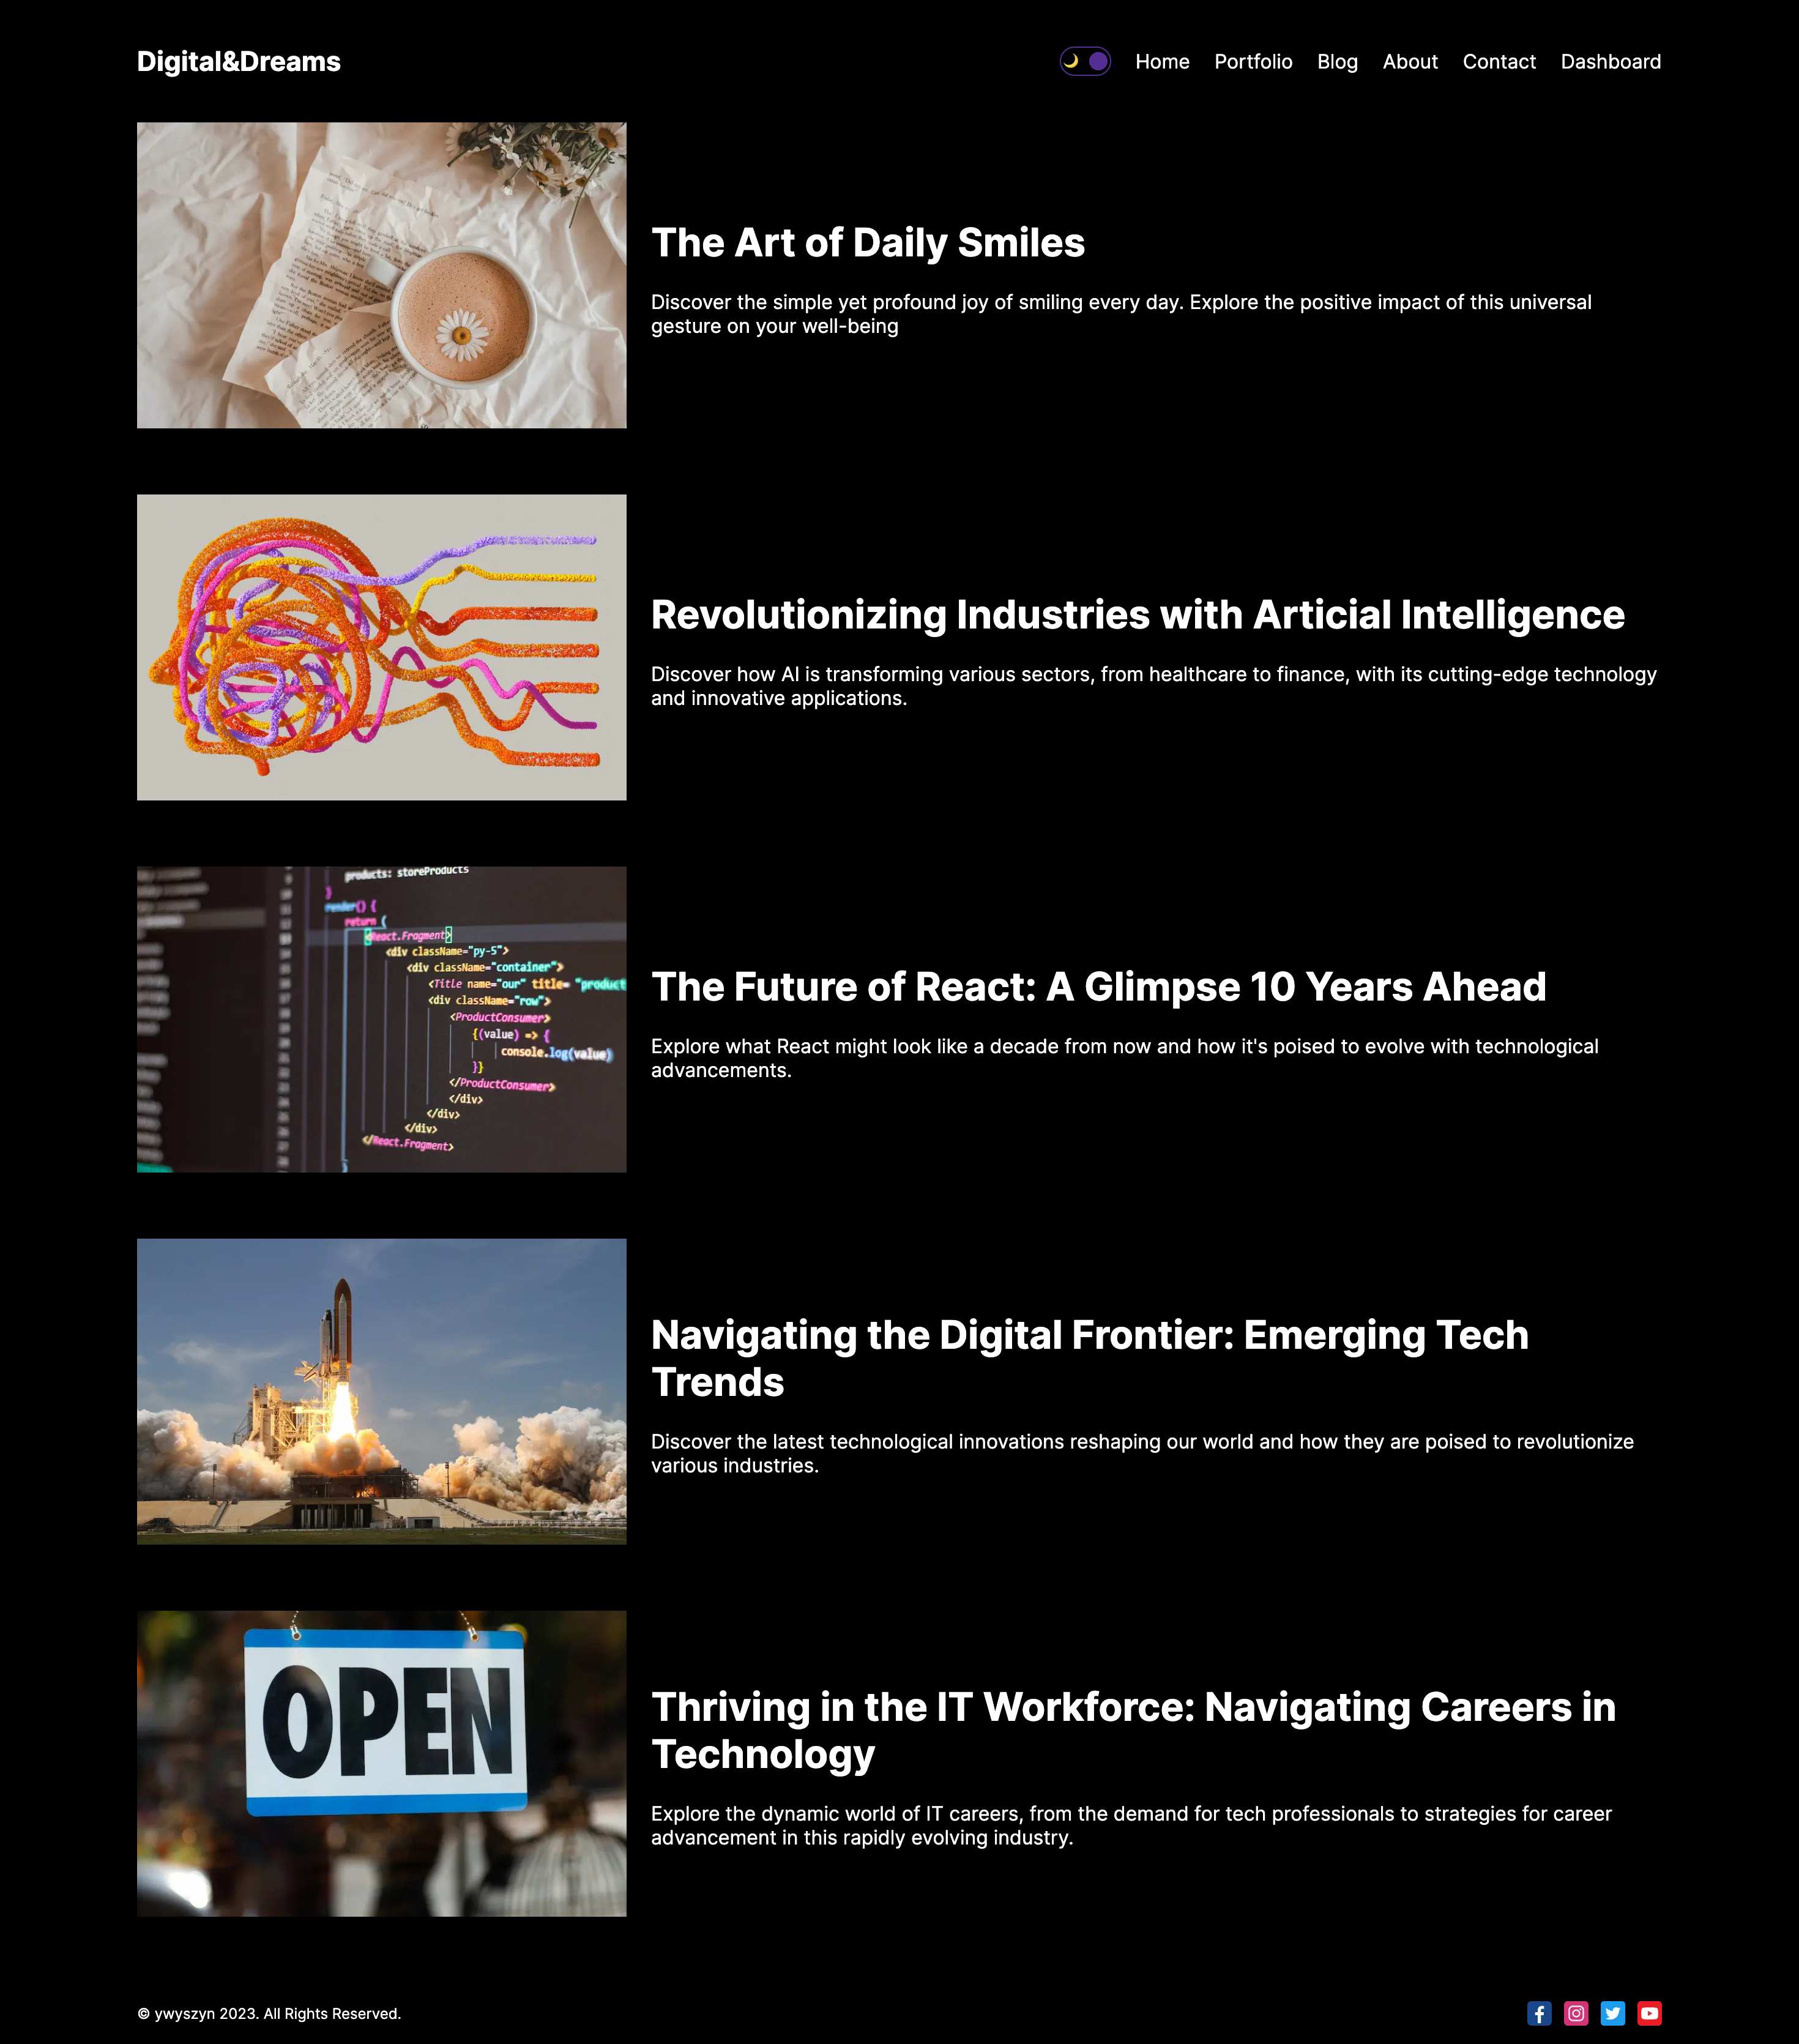 Digital&Dreams
Home Portfolio Blog About Contact Dashboard
The Art of Daily Smiles
Discover the simple yet profound joy of smiling every day. Explore the positive impact of this universal
gesture on your well-being
Revolutionizing Industries with Articial Intelligence
Discover how AI is transforming various sectors, from healthcare to finance, with its cutting-edge technology
and innovative applications.
products: storeProducts
}
render() {
return (
<React.Fragment>
<div className="py-5">
<div className="container">
<Title name="our" title= "product
<div className="row">
<ProductConsumer>
{(value) => {
console.log(value)
}}
</ProductConsumer>
</div>
</div>
</div>
</React.Fragment>
The Future of React: A Glimpse 10 Years Ahead
Explore what React might look like a decade from now and how it's poised to evolve with technological
advancements.
Navigating the Digital Frontier: Emerging Tech
Trends
Discover the latest technological innovations reshaping our world and how they are poised to revolutionize
various industries.
OPEN
Thriving in the IT Workforce: Navigating Careers in
Technology
Explore the dynamic world of IT careers, from the demand for tech professionals to strategies for career
advancement in this rapidly evolving industry.
© ywyszyn 2023. All Rights Reserved.